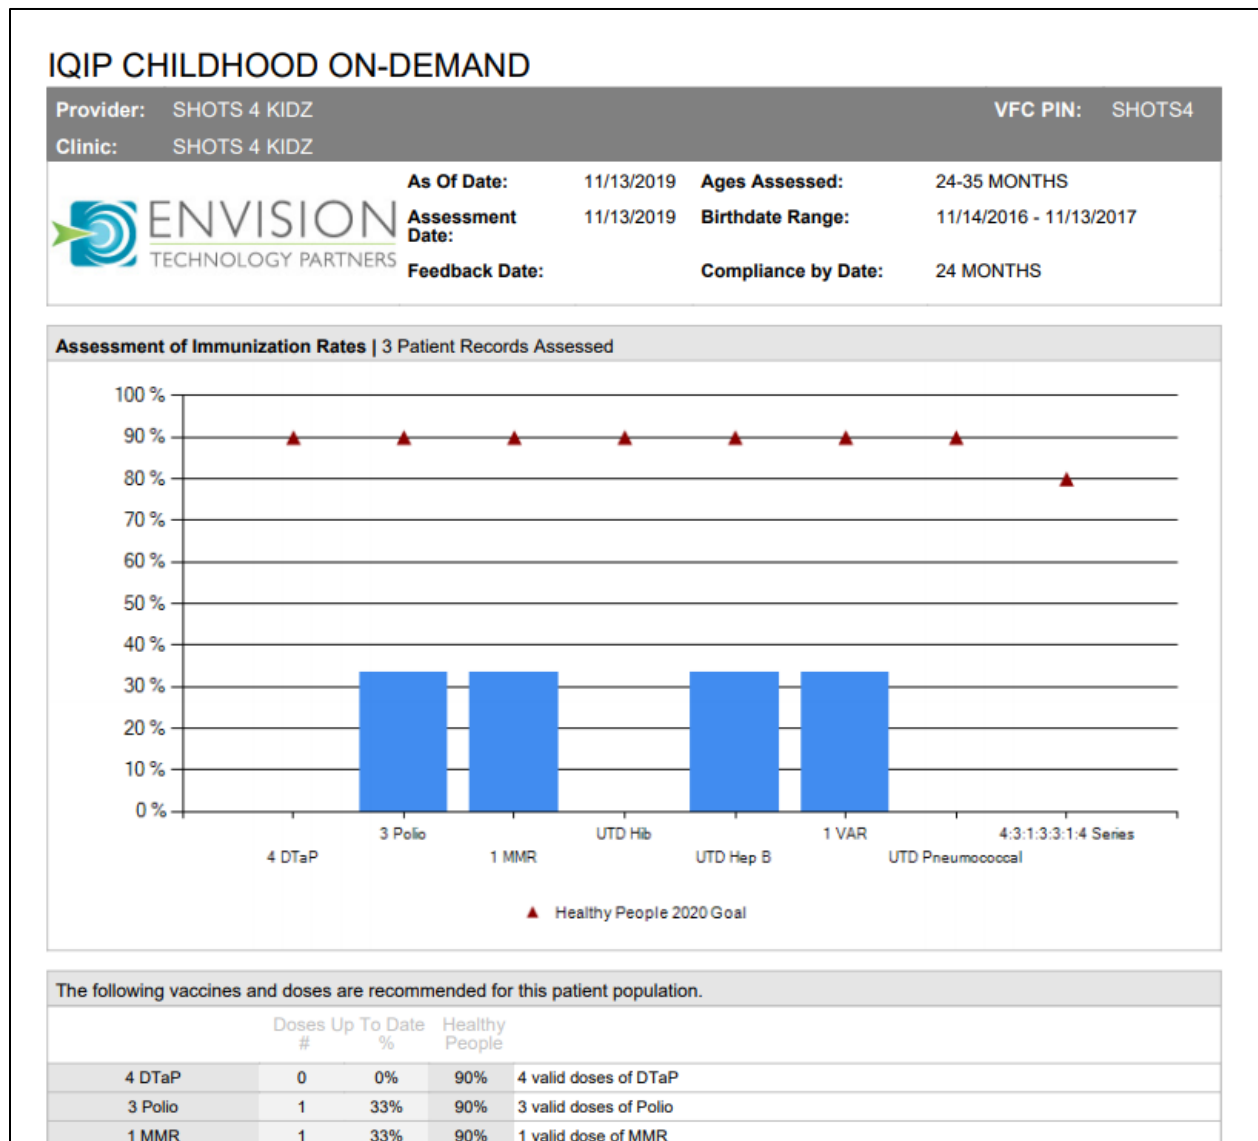 IQIP CHILDHOOD ON-DEMAND
Provider: SHOTS 4 KIDZ VFC PIN: SHOTS4
Clinic: SHOTS 4 KIDZ
ENVISION
TECHNOLOGY PARTNERS
As Of Date: 11/13/2019 Ages Assessed: 24-35 MONTHS
Assessment Date: 11/13/2019 Birthdate Range: 11/14/2016 - 11/13/2017
Feedback Date: Compliance by Date: 24 MONTHS
Assessment of Immunization Rates | 3 Patient Records Assessed
100 %
90 %
80 %
70 %
60 %
50 %
40 %
30 %
20 %
10 %
0 %
3 Polio UTD Hib 1 VAR 4:3:1:3:3:1:4 Series
4 DTaP 1 MMR UTD Hep B UTD Pneumococcal
Healthy People 2020 Goal
The following vaccines and doses are recommended for this patient population.
Doses Up To Date Healthy
# % People
4 DTaP 0 0% 90% 4 valid doses of DTaP
3 Polio 1 33% 90% 3 valid doses of Polio
1 MMR 1 33% 90% 1 valid dose of MMR